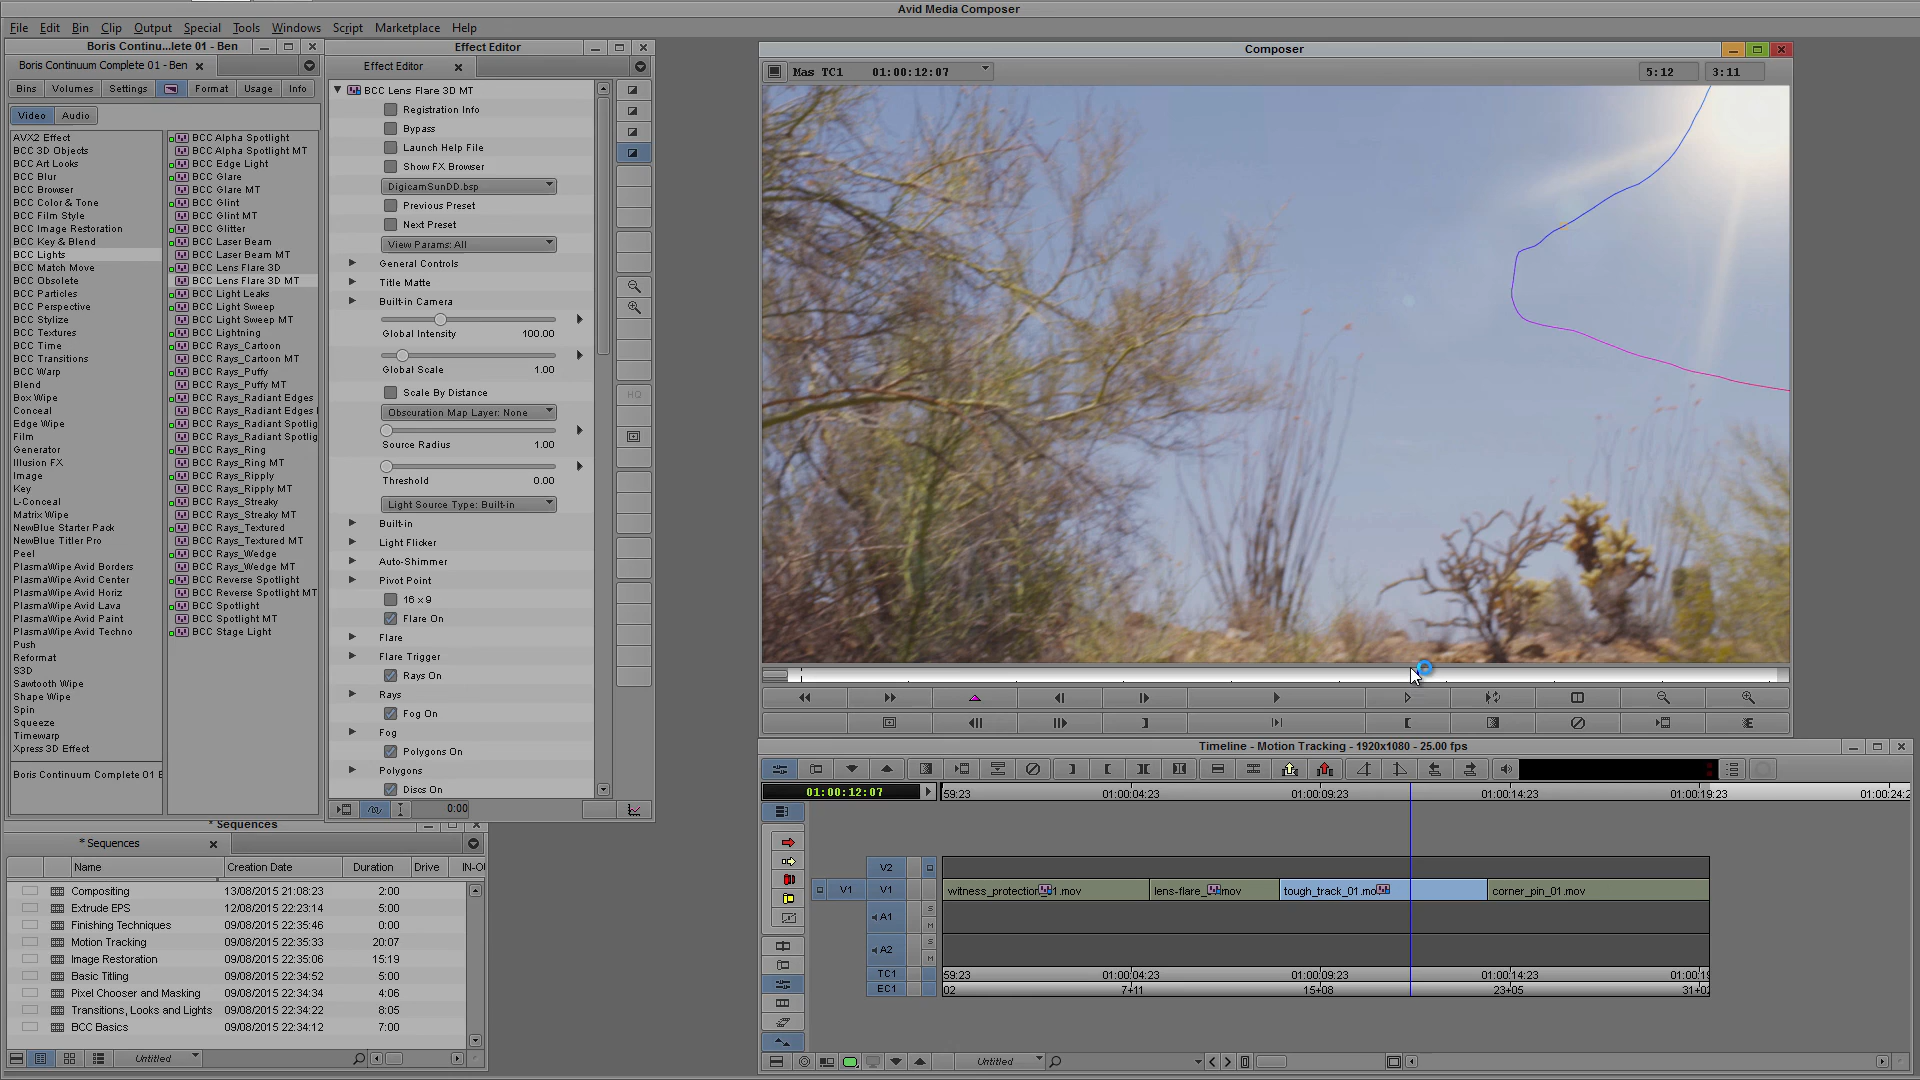 Avid Media Composer
File Edit Bin Clip Output Special Tools Windows Script Marketplace Help
Boris Continu...lete 01 - Ben
Boris Continuum Complete 01 - Ben
Bins Volumes Settings Format Usage Info
Video Audio
AVX2 Effect
BCC 3D Objects
BCC Art Looks
BCC Blur
BCC Browser
BCC Color & Tone
BCC Film Style
BCC Image Restoration
BCC Key & Blend
BCC Lights
BCC Match Move
BCC Obsolete
BCC Particles
BCC Perspective
BCC Stylize
BCC Textures
BCC Time
BCC Transitions
BCC Warp
Blend
Box Wipe
Conceal
Edge Wipe
Film
Generator
Illusion FX
Image
Key
L-Conceal
Matrix Wipe
NewBlue Starter Pack
NewBlue Titler Pro
Peel
PlasmaWipe Avid Borders
PlasmaWipe Avid Center
PlasmaWipe Avid Horiz
PlasmaWipe Avid Lava
PlasmaWipe Avid Paint
PlasmaWipe Avid Techno
Push
Reformat
S3D
Sawtooth Wipe
Shape Wipe
Spin
Squeeze
Timewarp
Xpress 3D Effect
Boris Continuum Complete 01 E
BCC Alpha Spotlight
BCC Alpha Spotlight MT
BCC Edge Light
BCC Glare
BCC Glare MT
BCC Glint
BCC Glint MT
BCC Glitter
BCC Laser Beam
BCC Laser Beam MT
BCC Lens Flare 3D
BCC Lens Flare 3D MT
BCC Light Leaks
BCC Light Sweep
BCC Light Sweep MT
BCC Lightning
BCC Rays_Cartoon
BCC Rays_Cartoon MT
BCC Rays_Puffy
BCC Rays_Puffy MT
BCC Rays_Radiant Edges
BCC Rays_Radiant Edges
BCC Rays_Radiant Spotlig
BCC Rays_Radiant Spotlig
BCC Rays_Ring
BCC Rays_Ring MT
BCC Rays_Ripply
BCC Rays_Ripply MT
BCC Rays_Streaky
BCC Rays_Streaky MT
BCC Rays_Textured
BCC Rays_Textured MT
BCC Rays_Wedge
BCC Rays_Wedge MT
BCC Reverse Spotlight
BCC Reverse Spotlight MT
BCC Spotlight
BCC Spotlight MT
BCC Stage Light
Effect Editor
Effect Editor
BCC Lens Flare 3D MT
Registration Info
Bypass
Launch Help File
Show FX Browser
DigicamSunDD.bsp
Previous Preset
Next Preset
View Params: All
General Controls
Title Matte
Built-in Camera
Global Intensity 100.00
Global Scale 1.00
Scale By Distance
Obscuration Map Layer: None
Source Radius 1.00
Threshold 0.00
Light Source Type: Built-in
Built-in
Light Flicker
Auto-Shimmer
Pivot Point
16 x 9
Flare On
Flare
Flare Trigger
Rays On
Rays
Fog On
Fog
Polygons On
Polygons
Discs On
0:00
HQ
Composer
Mas TC1 01:00:12:07 5:12 3:11
* Sequences
* Sequences
Name Creation Date Duration Drive IN-OU
Compositing 13/08/2015 21:08:23 2:00
Extrude EPS 12/08/2015 22:23:14 5:00
Finishing Techniques 09/08/2015 22:35:46 0:00
Motion Tracking 09/08/2015 22:35:33 20:07
Image Restoration 09/08/2015 22:35:06 15:19
Basic Titling 09/08/2015 22:34:52 5:00
Pixel Chooser and Masking 09/08/2015 22:34:34 4:06
Transitions, Looks and Lights 09/08/2015 22:34:22 8:05
BCC Basics 09/08/2015 22:34:12 7:00
Untitled
Timeline - Motion Tracking - 1920x1080 - 25.00 fps
01:00:12:07 59:23 01:00:04:23 01:00:09:23 01:00:14:23 01:00:19:23 01:00:24:2
V2
V1 V1 witness_protection_01.mov lens-flare_ mov tough_track_01.mo corner_pin_01.mov
A1 S M
A2 S M
TC1 59:23 01:00:04:23 01:00:09:23 01:00:14:23 01:00:19
EC1 02 7+11 15+08 23+05 31+02
Untitled